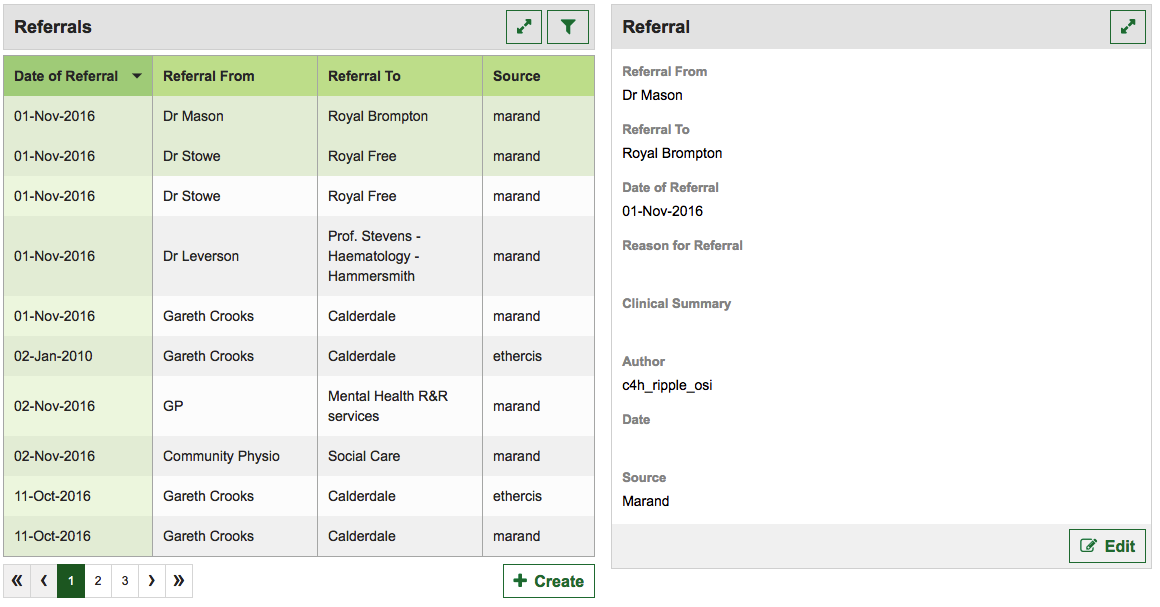 Referrals
Date of Referral Referral From Referral To Source
01-Nov-2016 Dr Mason Royal Brompton marand
01-Nov-2016 Dr Stowe Royal Free marand
01-Nov-2016 Dr Stowe Royal Free marand
01-Nov-2016 Dr Leverson Prof. Stevens -
Haematology -
Hammersmith marand
01-Nov-2016 Gareth Crooks Calderdale marand
02-Jan-2010 Gareth Crooks Calderdale ethercis
02-Nov-2016 GP Mental Health R&R
services marand
02-Nov-2016 Community Physio Social Care marand
11-Oct-2016 Gareth Crooks Calderdale ethercis
11-Oct-2016 Gareth Crooks Calderdale marand
« ‹ 1 2 3 › »
+ Create
Referral
Referral From
Dr Mason
Referral To
Royal Brompton
Date of Referral
01-Nov-2016
Reason for Referral
Clinical Summary
Author
c4h_ripple_osi
Date
Source
Marand
Edit